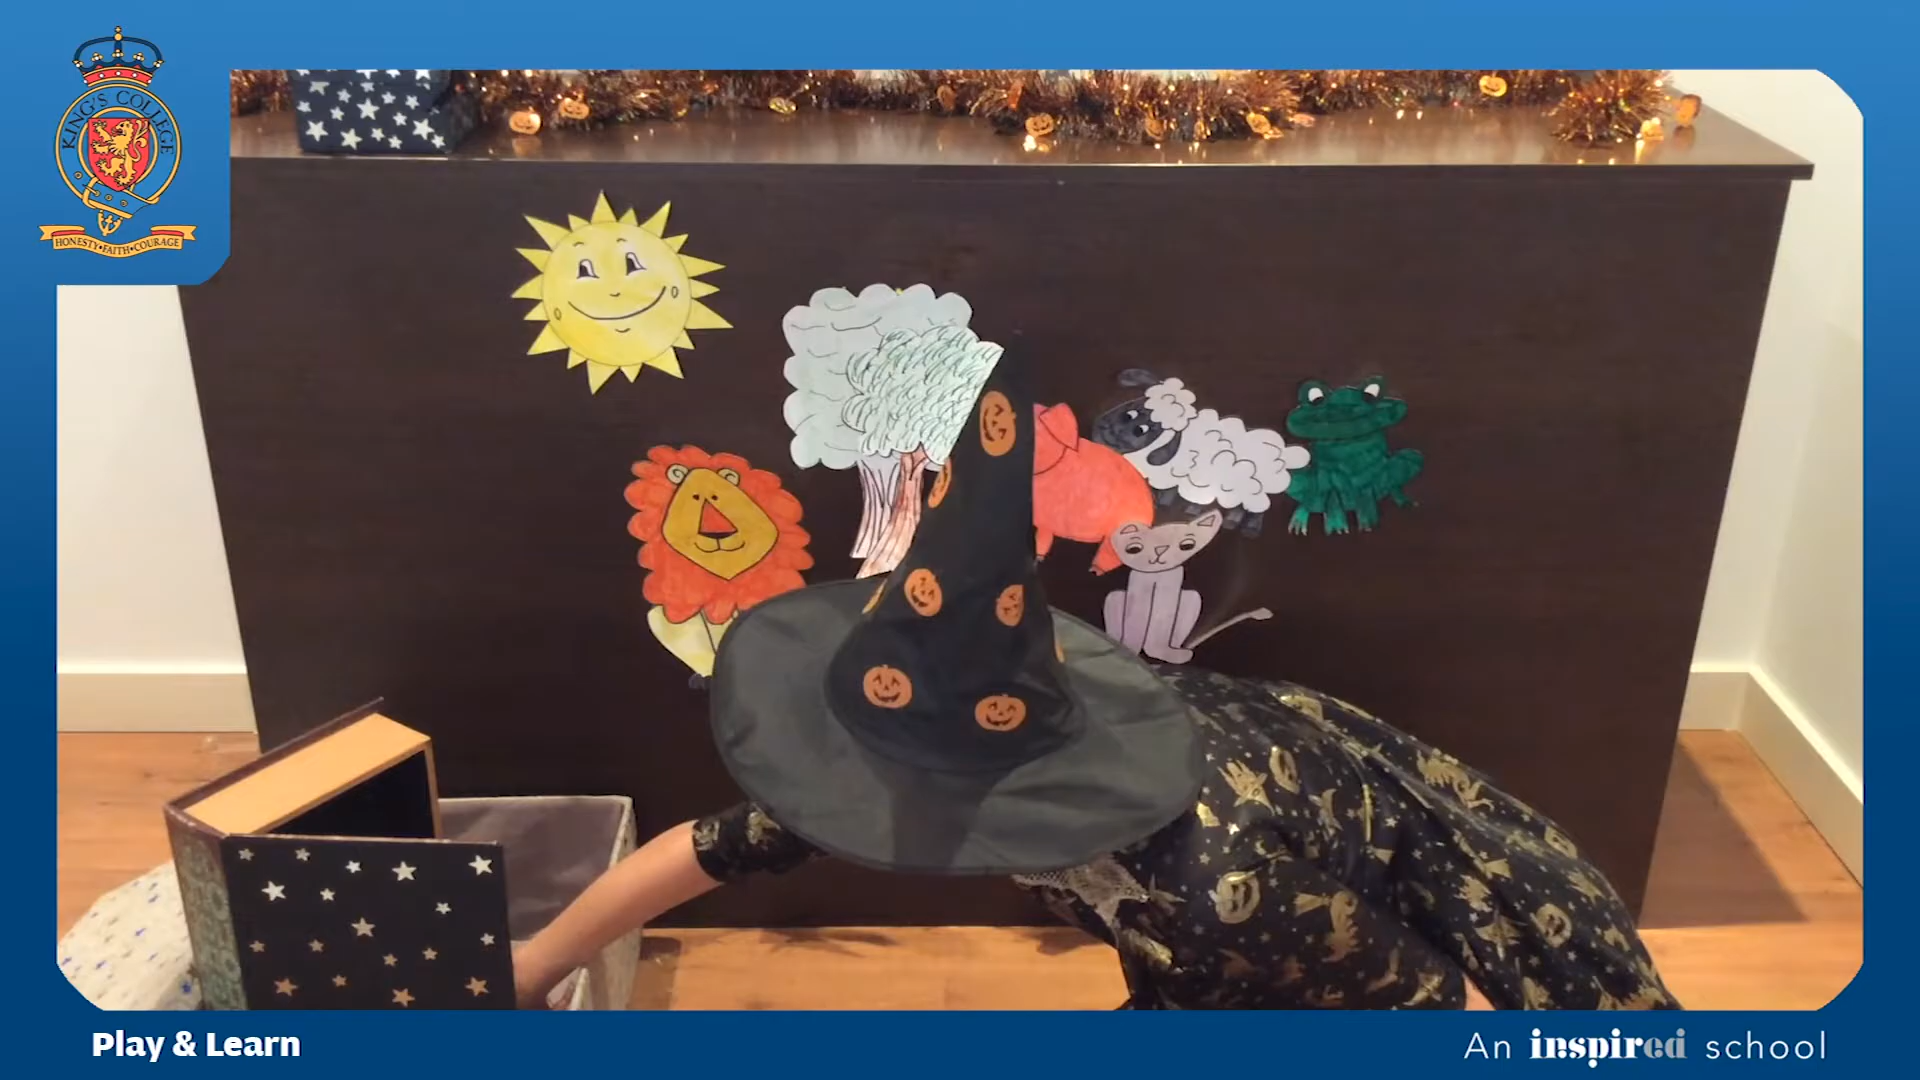 KING'S COLLEGE
HONESTY•FAITH•COURAGE
Play & Learn
An inspired school